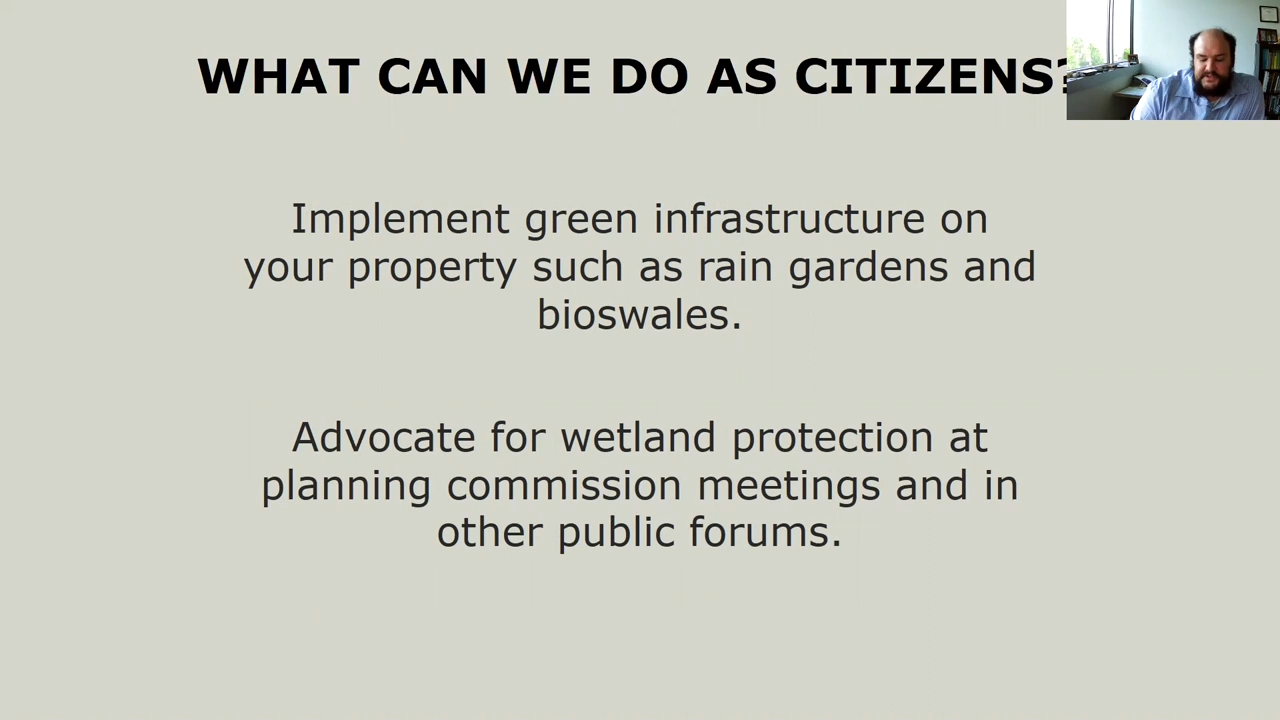 WHAT CAN WE DO AS CITIZENS?
Implement green infrastructure on
your property such as rain gardens and
bioswales.
Advocate for wetland protection at
planning commission meetings and in
other public forums.